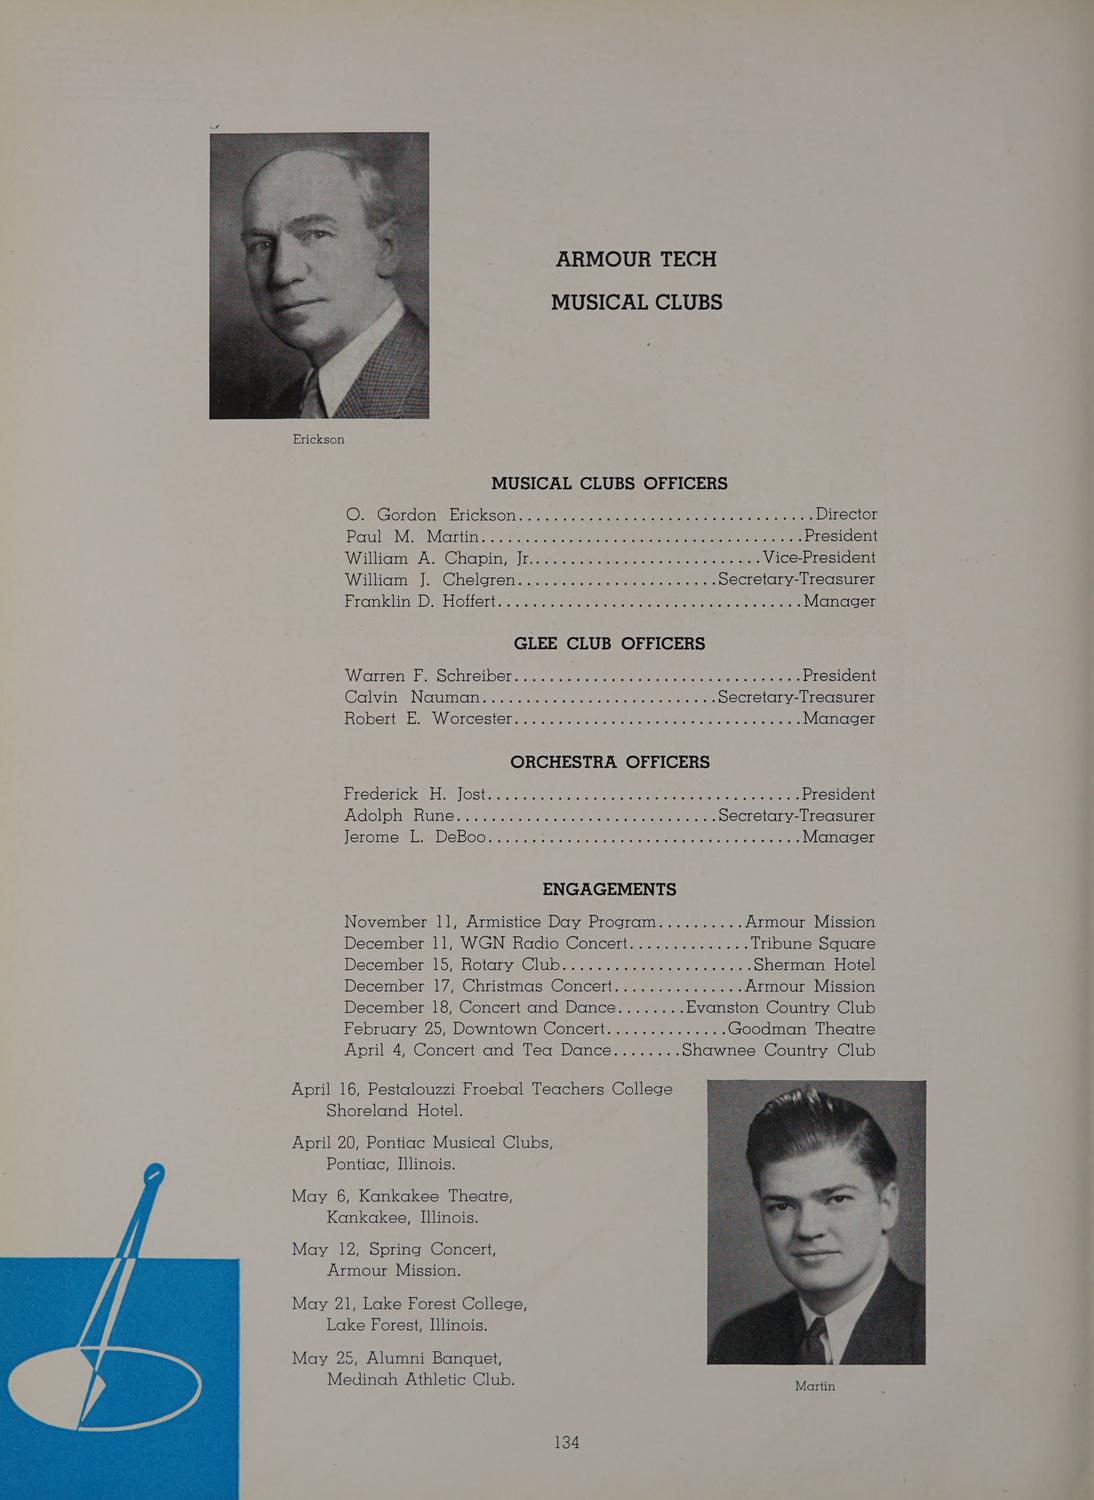 ARMOUR TECH
MUSICAL CLUBS
Erickson
MUSICAL CLUBS OFFICERS
O. Gordon Erickson..................................Director
Paul M. Martin.....................................President
William A. Chapin, Jr...........................Vice-President
William J. Chelgren.......................Secretary-Treasurer
Franklin D. Hoffert...................................Manager
GLEE CLUB OFFICERS
Warren F. Schreiber.................................President
Calvin Nauman...........................Secretary-Treasurer
Robert E. Worcester.................................Manager
ORCHESTRA OFFICERS
Frederick H. Jost....................................President
Adolph Rune..............................Secretary-Treasurer
Jerome L. DeBoo....................................Manager
ENGAGEMENTS
November 11, Armistice Day Program..........Armour Mission
December 11, WGN Radio Concert..............Tribune Square
December 15, Rotary Club......................Sherman Hotel
December 17, Christmas Concert...............Armour Mission
December 18, Concert and Dance........Evanston Country Club
February 25, Downtown Concert..............Goodman Theatre
April 4, Concert and Tea Dance........Shawnee Country Club
April 16, Pestalouzzi Froebal Teachers College
Shoreland Hotel.
April 20, Pontiac Musical Clubs,
Pontiac, Illinois.
May 6, Kankakee Theatre,
Kankakee, Illinois.
May 12, Spring Concert,
Armour Mission.
May 21, Lake Forest College,
Lake Forest, Illinois.
May 25, Alumni Banquet,
Medinah Athletic Club.
Martin
134